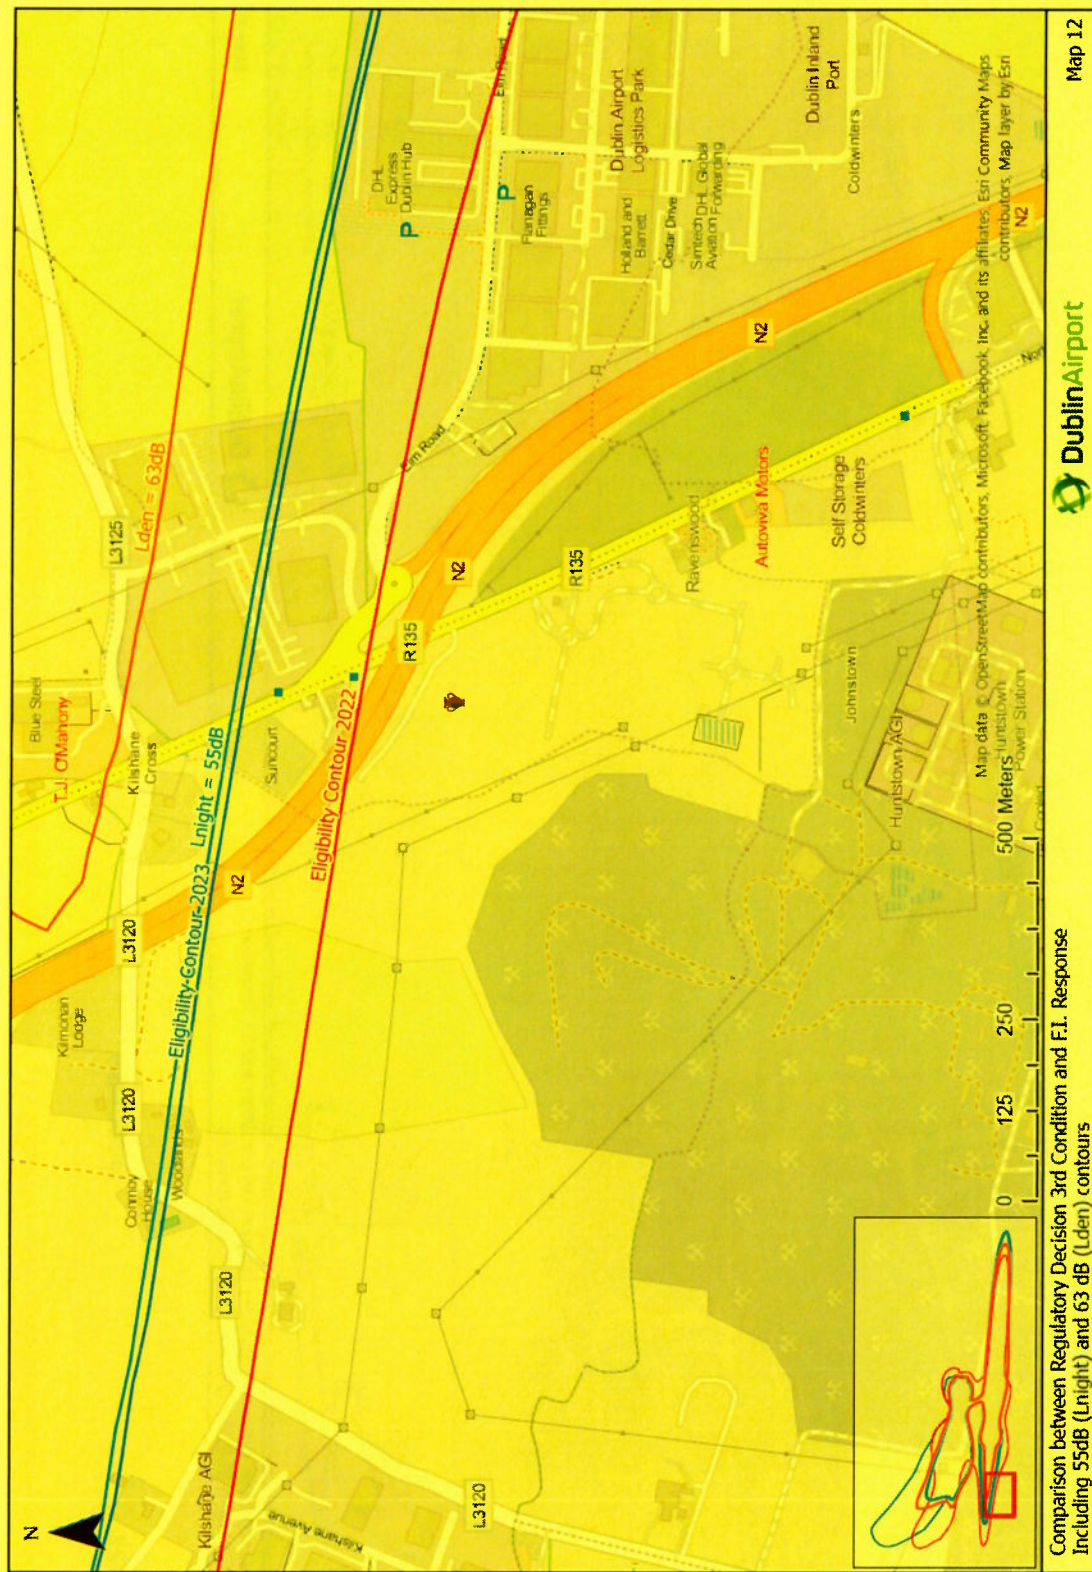 N
Kilshane AGI
Kilshane Avenue
L3120
L3120
Conmoy
House
Woodlands
L3120
Kilmonan
Lodge
L3120
Eligibility Contour 2023
Lnight = 55dB
N2
T.J. O'Mahony
Blue Steel
Kilshane
Cross
L3125
Lden = 63dB
Suncourt
Eligibility Contour 2022
R135
N2
Elm Road
DHL
Express
Dublin Hub
P
P
Elm Road
Flanagan
Fittings
Dublin Airport
Logistics Park
Holland and
Barrett
Cedar Drive
Simtech
Aviation
DHL Global
Forwarding
Dublin Inland
Port
Coldwinters
N2
R135
Ravenswood
Autoviva Motors
Self Storage
Coldwinters
Johnstown
Huntstown AGI
Huntstown
Power Station
N2
Nor
0 125 250 500 Meters
Map data © OpenStreetMap contributors, Microsoft, Facebook, Inc. and its affiliates, Esri Community Maps
contributors, Map layer by Esri
Comparison between Regulatory Decision 3rd Condition and F.I. Response
Including 55dB (Lnight) and 63 dB (Lden) contours
DublinAirport
Map 12